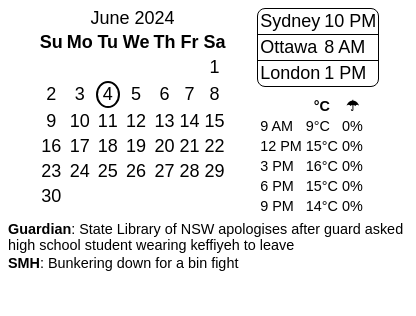 June 2024
Su Mo Tu We Th Fr Sa
1
2 3 4 5 6 7 8
9 10 11 12 13 14 15
16 17 18 19 20 21 22
23 24 25 26 27 28 29
30
Sydney 10 PM
Ottawa 8 AM
London 1 PM
°C ☂
9 AM 9°C 0%
12 PM 15°C 0%
3 PM 16°C 0%
6 PM 15°C 0%
9 PM 14°C 0%
Guardian: State Library of NSW apologises after guard asked
high school student wearing keffiyeh to leave
SMH: Bunkering down for a bin fight